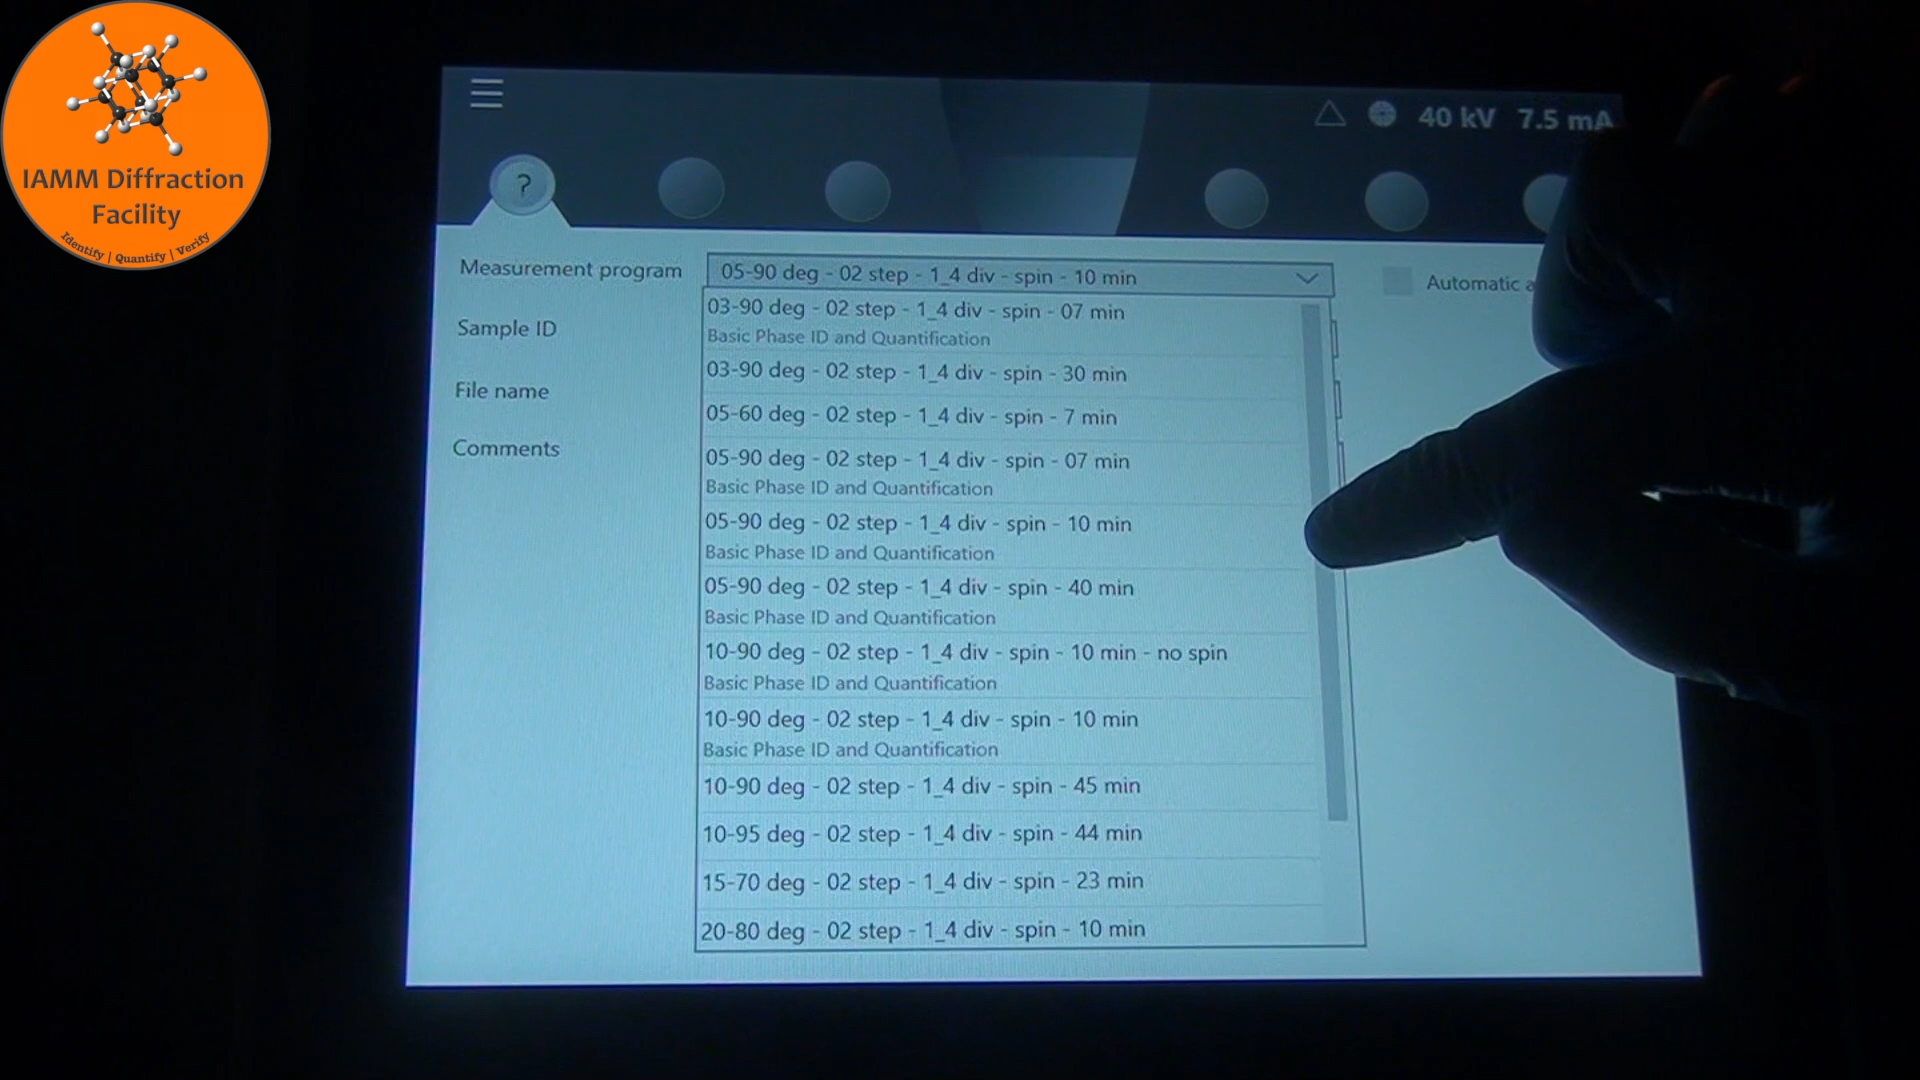 IAMM Diffraction
Facility
Identify | Quantify | Verify
40 kV 7.5 mA
?
Measurement program
05-90 deg - 02 step - 1_4 div - spin - 10 min
Automatic
Sample ID
File name
Comments
03-90 deg - 02 step - 1_4 div - spin - 07 min
Basic Phase ID and Quantification
03-90 deg - 02 step - 1_4 div - spin - 30 min
05-60 deg - 02 step - 1_4 div - spin - 7 min
05-90 deg - 02 step - 1_4 div - spin - 07 min
Basic Phase ID and Quantification
05-90 deg - 02 step - 1_4 div - spin - 10 min
Basic Phase ID and Quantification
05-90 deg - 02 step - 1_4 div - spin - 40 min
Basic Phase ID and Quantification
10-90 deg - 02 step - 1_4 div - spin - 10 min - no spin
Basic Phase ID and Quantification
10-90 deg - 02 step - 1_4 div - spin - 10 min
Basic Phase ID and Quantification
10-90 deg - 02 step - 1_4 div - spin - 45 min
10-95 deg - 02 step - 1_4 div - spin - 44 min
15-70 deg - 02 step - 1_4 div - spin - 23 min
20-80 deg - 02 step - 1_4 div - spin - 10 min